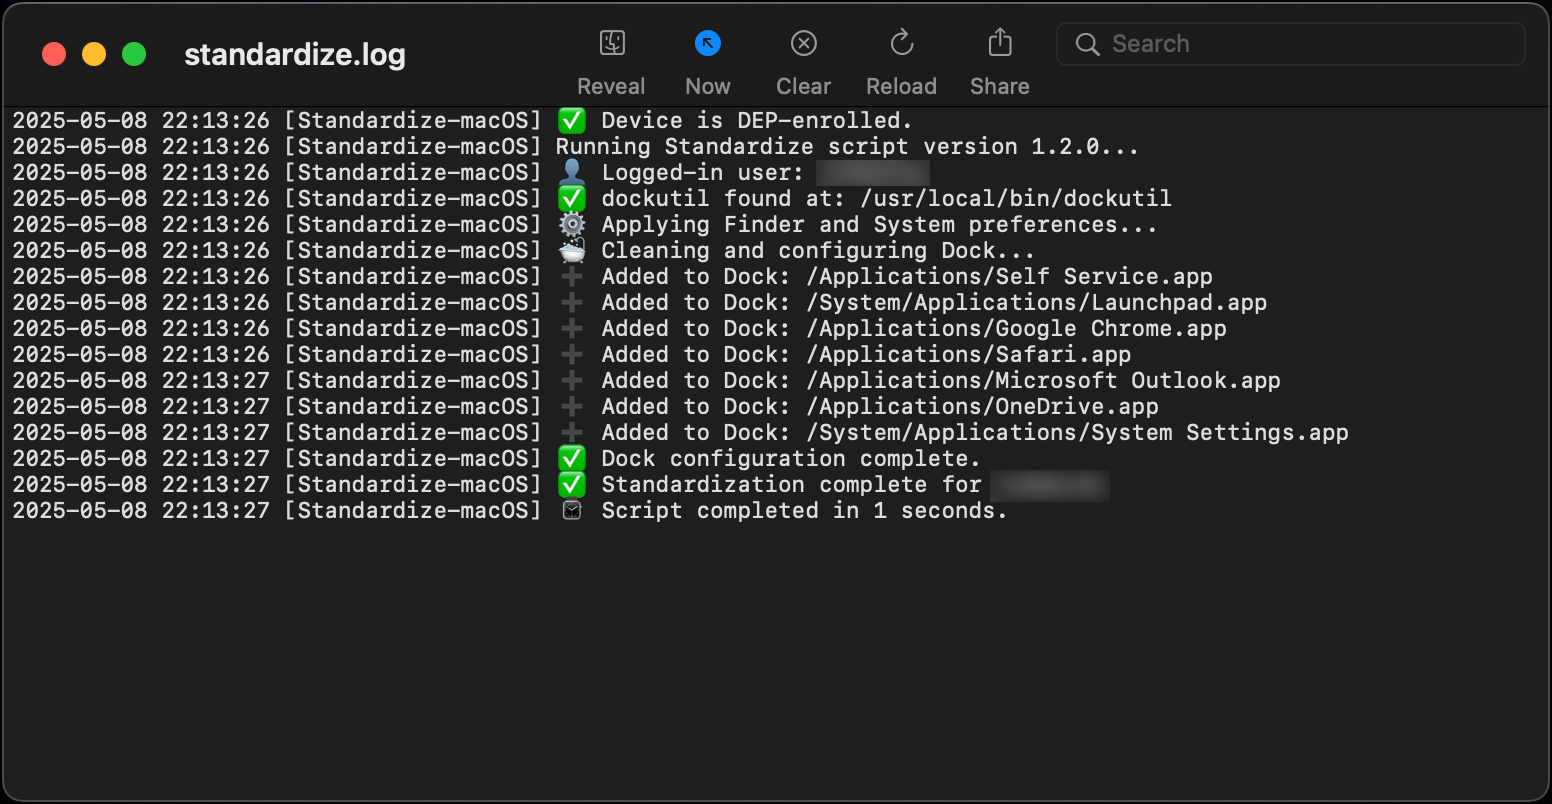 standardize.log
Reveal
Now
Clear
Reload
Share
Search
2025-05-08 22:13:26 [Standardize-macOS] ✅ Device is DEP-enrolled.
2025-05-08 22:13:26 [Standardize-macOS] Running Standardize script version 1.2.0...
2025-05-08 22:13:26 [Standardize-macOS] 👤 Logged-in user:
2025-05-08 22:13:26 [Standardize-macOS] ✅ dockutil found at: /usr/local/bin/dockutil
2025-05-08 22:13:26 [Standardize-macOS] ⚙️ Applying Finder and System preferences...
2025-05-08 22:13:26 [Standardize-macOS] 🛁 Cleaning and configuring Dock...
2025-05-08 22:13:26 [Standardize-macOS] ➕ Added to Dock: /Applications/Self Service.app
2025-05-08 22:13:26 [Standardize-macOS] ➕ Added to Dock: /System/Applications/Launchpad.app
2025-05-08 22:13:26 [Standardize-macOS] ➕ Added to Dock: /Applications/Google Chrome.app
2025-05-08 22:13:26 [Standardize-macOS] ➕ Added to Dock: /Applications/Safari.app
2025-05-08 22:13:27 [Standardize-macOS] ➕ Added to Dock: /Applications/Microsoft Outlook.app
2025-05-08 22:13:27 [Standardize-macOS] ➕ Added to Dock: /Applications/OneDrive.app
2025-05-08 22:13:27 [Standardize-macOS] ➕ Added to Dock: /System/Applications/System Settings.app
2025-05-08 22:13:27 [Standardize-macOS] ✅ Dock configuration complete.
2025-05-08 22:13:27 [Standardize-macOS] ✅ Standardization complete for
2025-05-08 22:13:27 [Standardize-macOS] Script completed in 1 seconds.